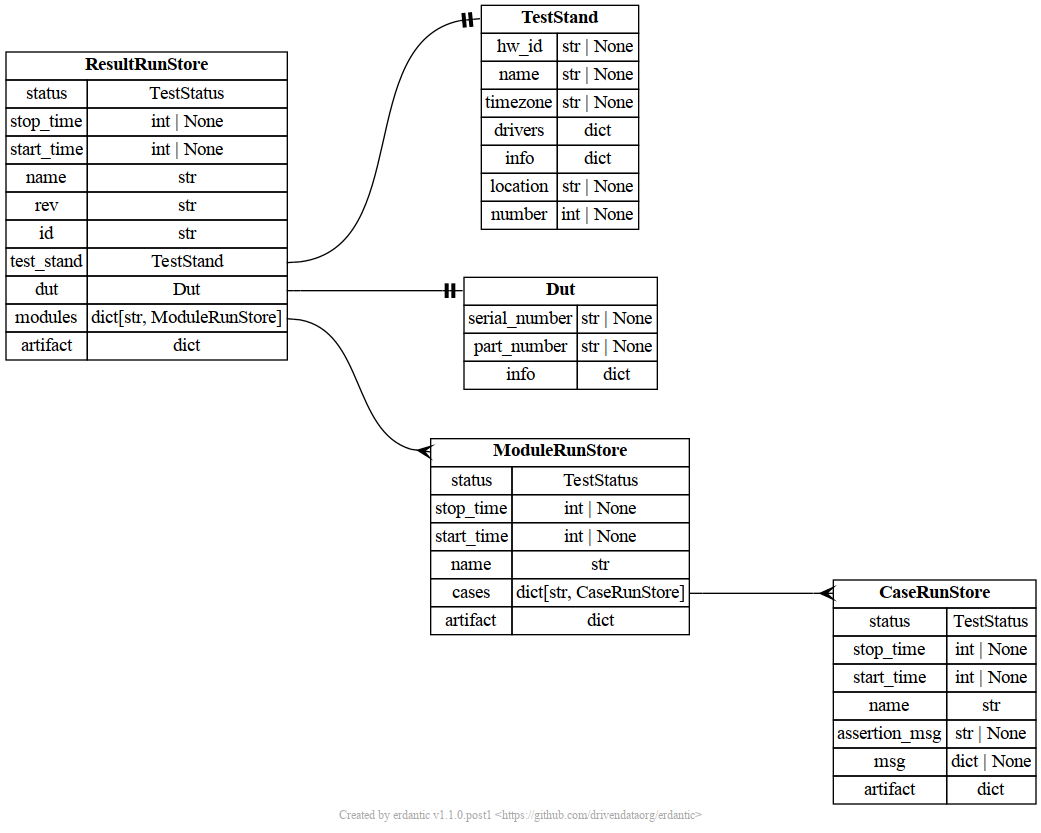 ResultRunStore
status TestStatus
stop_time int | None
start_time int | None
name str
rev str
id str
test_stand TestStand
dut Dut
modules dict[str, ModuleRunStore]
artifact dict
TestStand
hw_id str | None
name str | None
timezone str | None
drivers dict
info dict
location str | None
number int | None
Dut
serial_number str | None
part_number str | None
info dict
ModuleRunStore
status TestStatus
stop_time int | None
start_time int | None
name str
cases dict[str, CaseRunStore]
artifact dict
CaseRunStore
status TestStatus
stop_time int | None
start_time int | None
name str
assertion_msg str | None
msg dict | None
artifact dict
Created by erdantic v1.1.0.post1 <https://github.com/drivendataorg/erdantic>